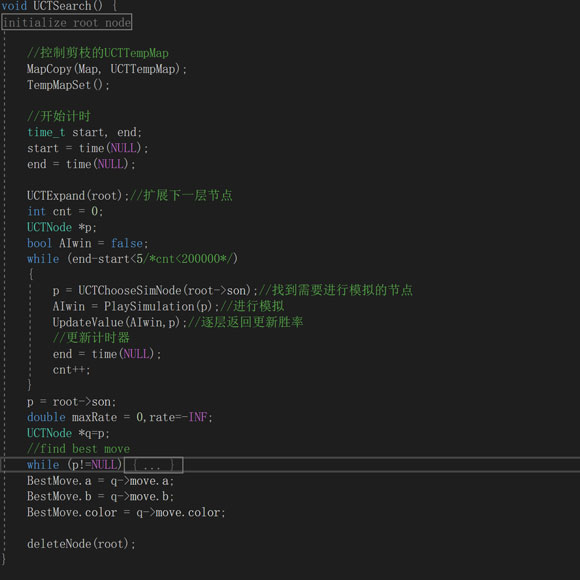 void UCTSearch() {
initialize root node
//控制剪枝的UCTTempMap
MapCopy(Map, UCTTempMap);
TempMapSet();
//开始计时
time_t start, end;
start = time(NULL);
end = time(NULL);
UCTExpand(root);//扩展下一层节点
int cnt = 0;
UCTNode *p;
bool AIwin = false;
while (end-start<5/*cnt<200000*/)
{
p = UCTChooseSimNode(root->son);//找到需要进行模拟的节点
AIwin = PlaySimulation(p);//进行模拟
UpdateValue(AIwin,p);//逐层返回更新胜率
//更新计时器
end = time(NULL);
cnt++;
}
p = root->son;
double maxRate = 0,rate=-INF;
UCTNode *q=p;
//find best move
while (p!=NULL) { ... }
BestMove.a = q->move.a;
BestMove.b = q->move.b;
BestMove.color = q->move.color;
deleteNode(root);
}